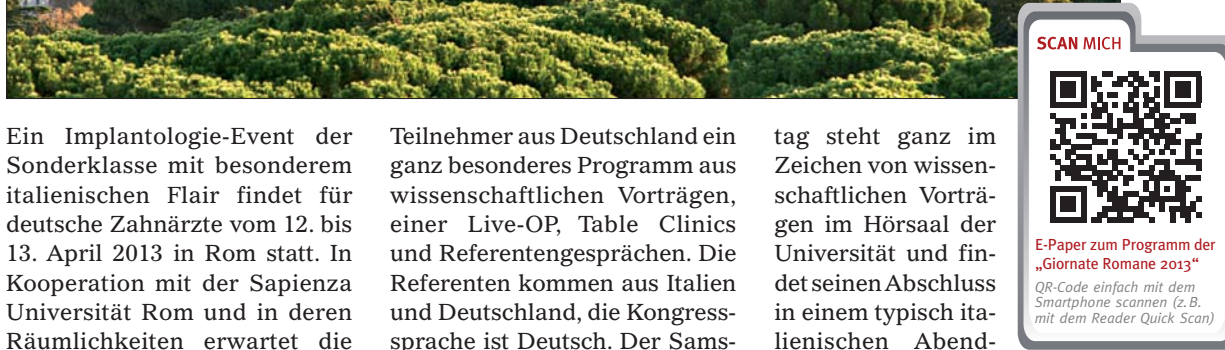 Ein Implantologie-Event der
Sonderklasse mit besonderem
italienischen Flair findet für
deutsche Zahnärzte vom 12. bis
13. April 2013 in Rom statt. In
Kooperation mit der Sapienza
Universität Rom und in deren
Räumlichkeiten erwartet die
Teilnehmer aus Deutschland ein
ganz besonderes Programm aus
wissenschaftlichen Vorträgen,
einer Live-OP, Table Clinics
und Referentengesprächen. Die
Referenten kommen aus Italien
und Deutschland, die Kongress-
sprache ist Deutsch. Der Sams-
tag steht ganz im
Zeichen von wissen-
schaftlichen Vorträ-
gen im Hörsaal der
Universität und fin-
det seinen Abschluss
in einem typisch ita-
lienischen Abend-
SCAN MICH
E-Paper zum Programm der
„Giornate Romane 2013“
QR-Code einfach mit dem
Smartphone scannen (z. B.
mit dem Reader Quick Scan)